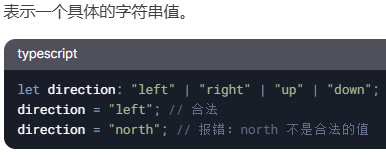 表示一个具体的字符串值。
typescript
let direction: "left" | "right" | "up" | "down";
direction = "left"; // 合法
direction = "north"; // 报错：north 不是合法的值